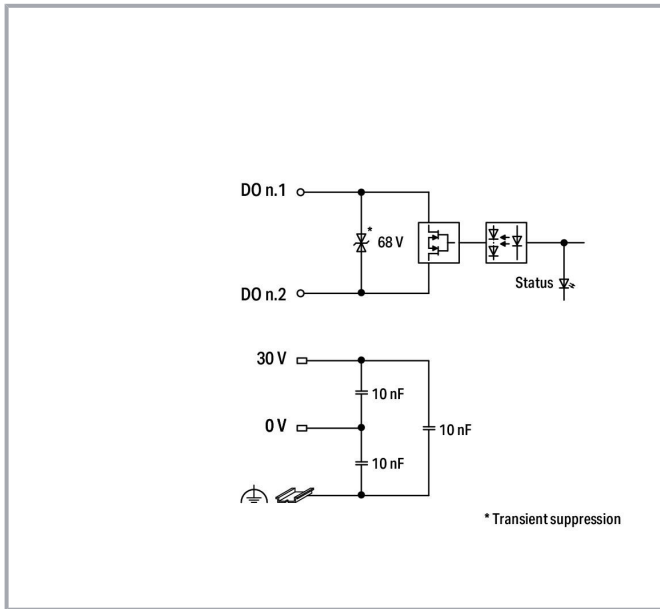 DO n.1
*
68 V
DO n.2
Status
30 V
10 nF
0 V
10 nF
10 nF
* Transient suppression